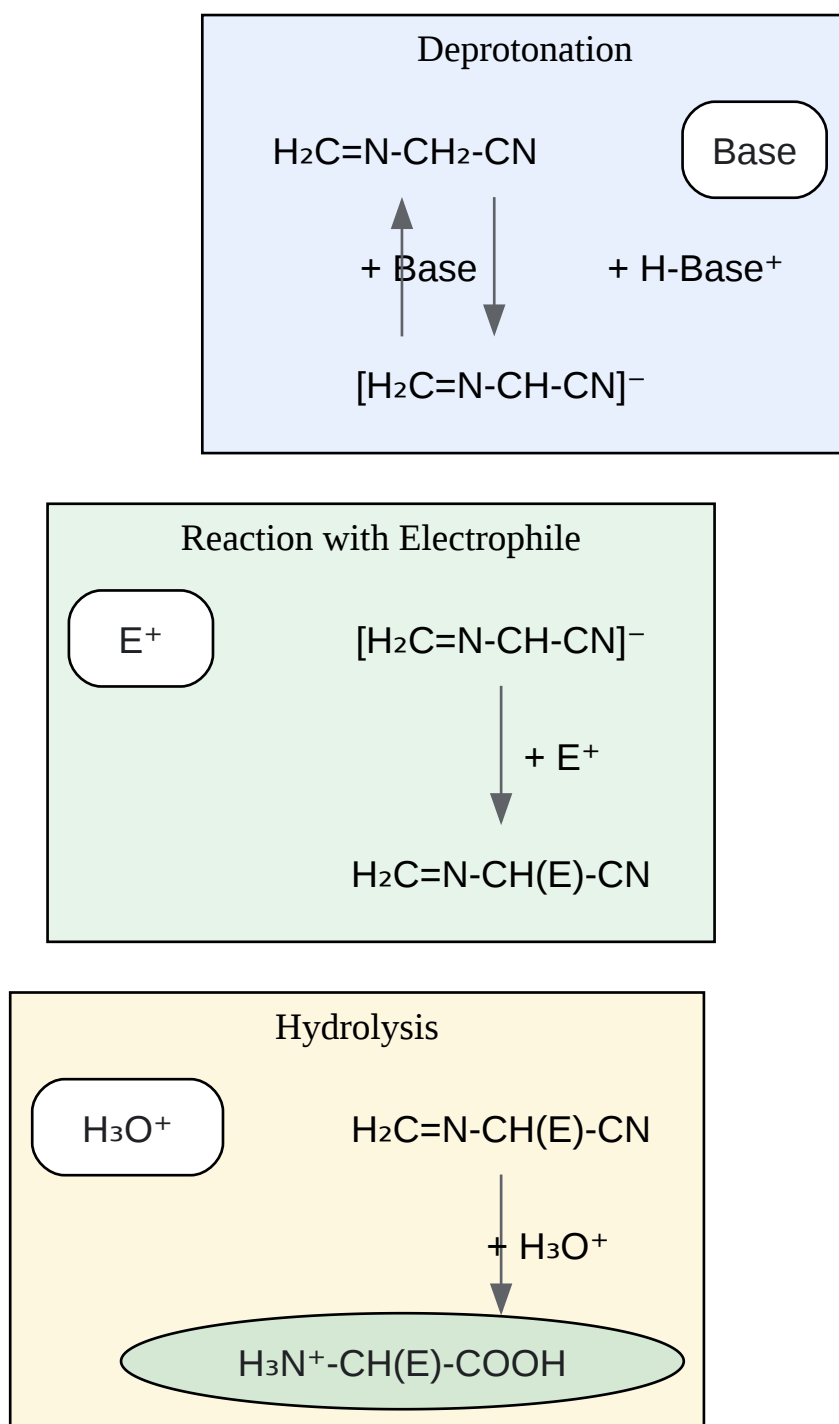 Deprotonation
H₂C=N-CH₂-CN
Base
+ Base
+ H-Base⁺
[H₂C=N-CH-CN]⁻
Reaction with Electrophile
E⁺
[H₂C=N-CH-CN]⁻
+ E⁺
H₂C=N-CH(E)-CN
Hydrolysis
H₃O⁺
H₂C=N-CH(E)-CN
+ H₃O⁺
H₃N⁺-CH(E)-COOH